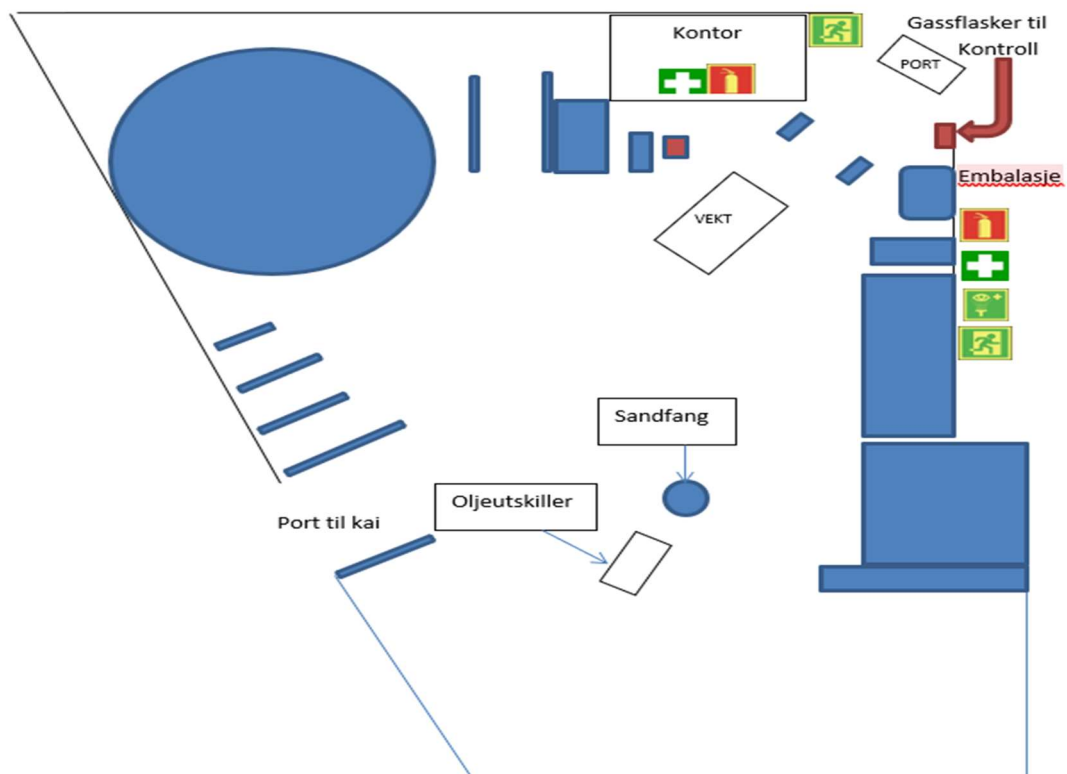 Kontor
Gassflasker til
Kontroll
PORT
Embalasje
VEKT
Sandfang
Oljeutskiller
Port til kai